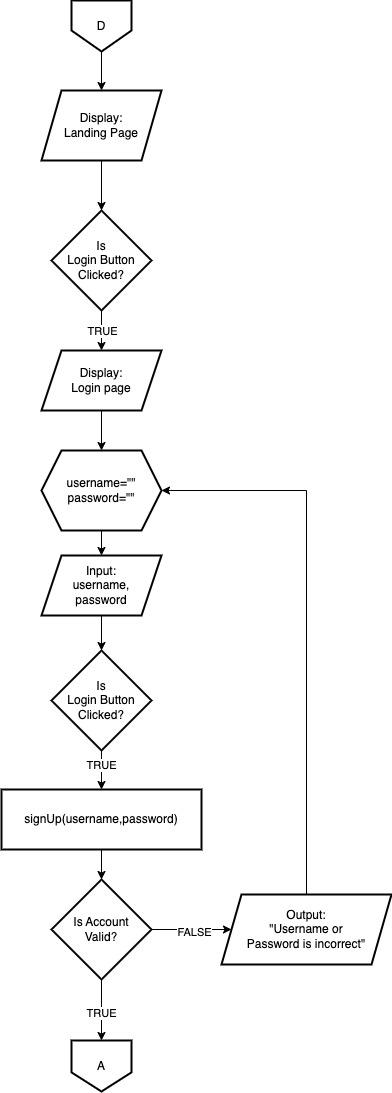 D
Display:
Landing Page
Is
Login Button
Clicked?
TRUE
Display:
Login page
username=""
password=""
Input:
username,
password
Is
Login Button
Clicked?
TRUE
signUp(username,password)
Is Account
Valid?
FALSE
Output:
"Username or
Password is incorrect"
TRUE
A